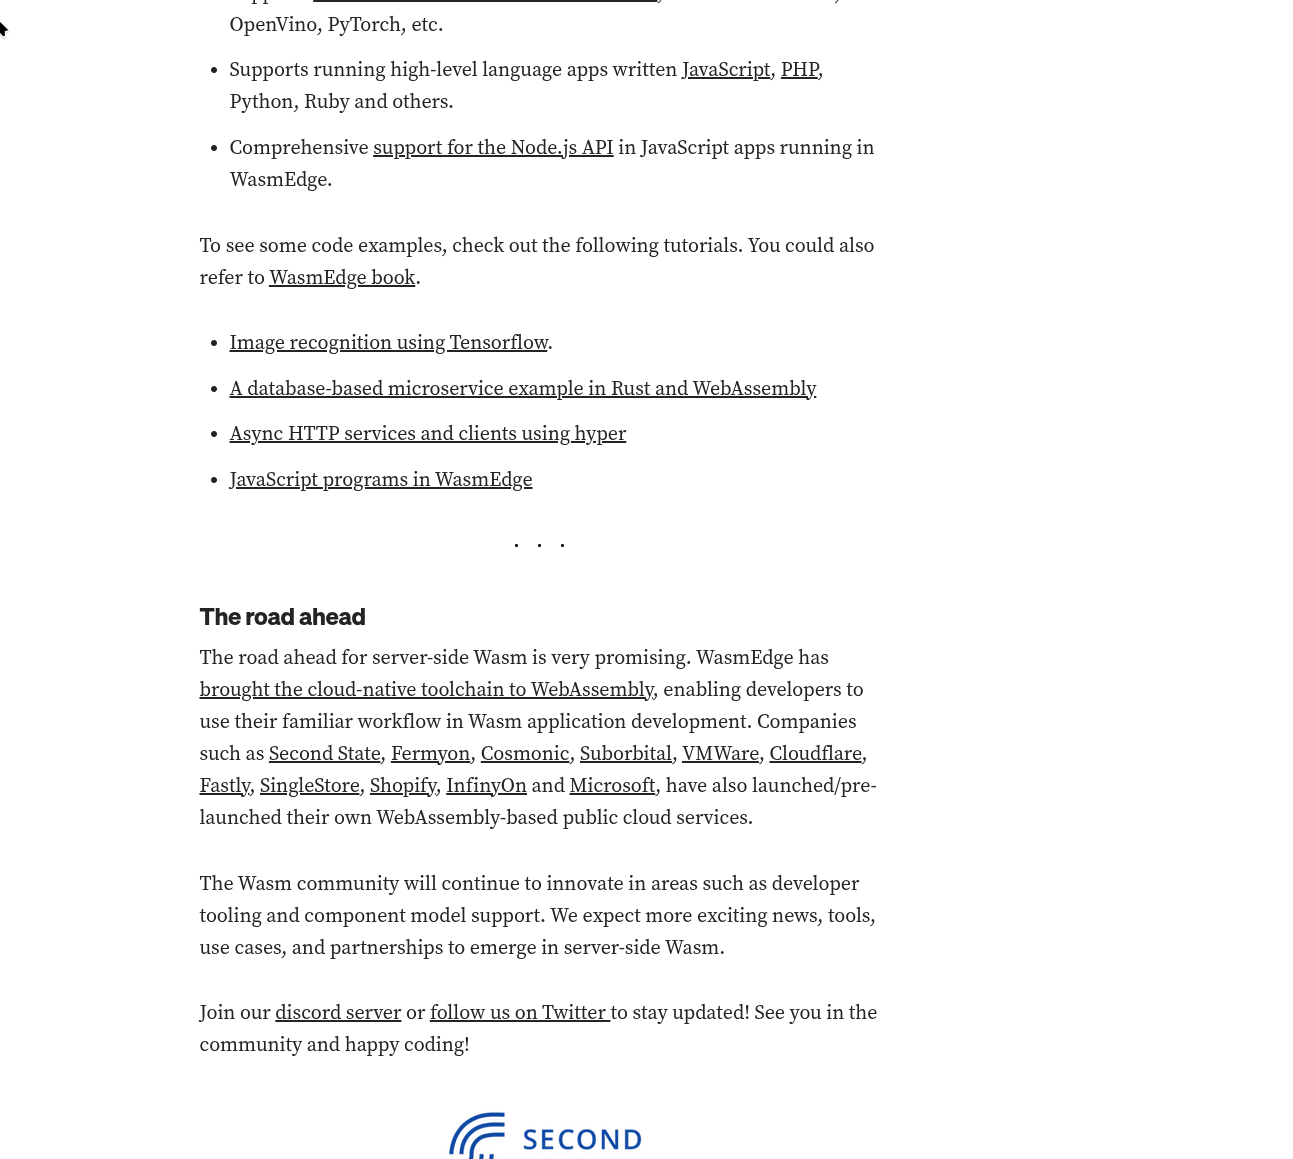 OpenVino, PyTorch, etc.
• Supports running high-level language apps written JavaScript, PHP,
Python, Ruby and others.
• Comprehensive support for the Node.js API in JavaScript apps running in
WasmEdge.
To see some code examples, check out the following tutorials. You could also
refer to WasmEdge book.
• Image recognition using Tensorflow.
• A database-based microservice example in Rust and WebAssembly
• Async HTTP services and clients using hyper
• JavaScript programs in WasmEdge
. . .
The road ahead
The road ahead for server-side Wasm is very promising. WasmEdge has
brought the cloud-native toolchain to WebAssembly, enabling developers to
use their familiar workflow in Wasm application development. Companies
such as Second State, Fermyon, Cosmonic, Suborbital, VMWare, Cloudflare,
Fastly, SingleStore, Shopify, InfinyOn and Microsoft, have also launched/pre-
launched their own WebAssembly-based public cloud services.
The Wasm community will continue to innovate in areas such as developer
tooling and component model support. We expect more exciting news, tools,
use cases, and partnerships to emerge in server-side Wasm.
Join our discord server or follow us on Twitter to stay updated! See you in the
community and happy coding!
SECOND